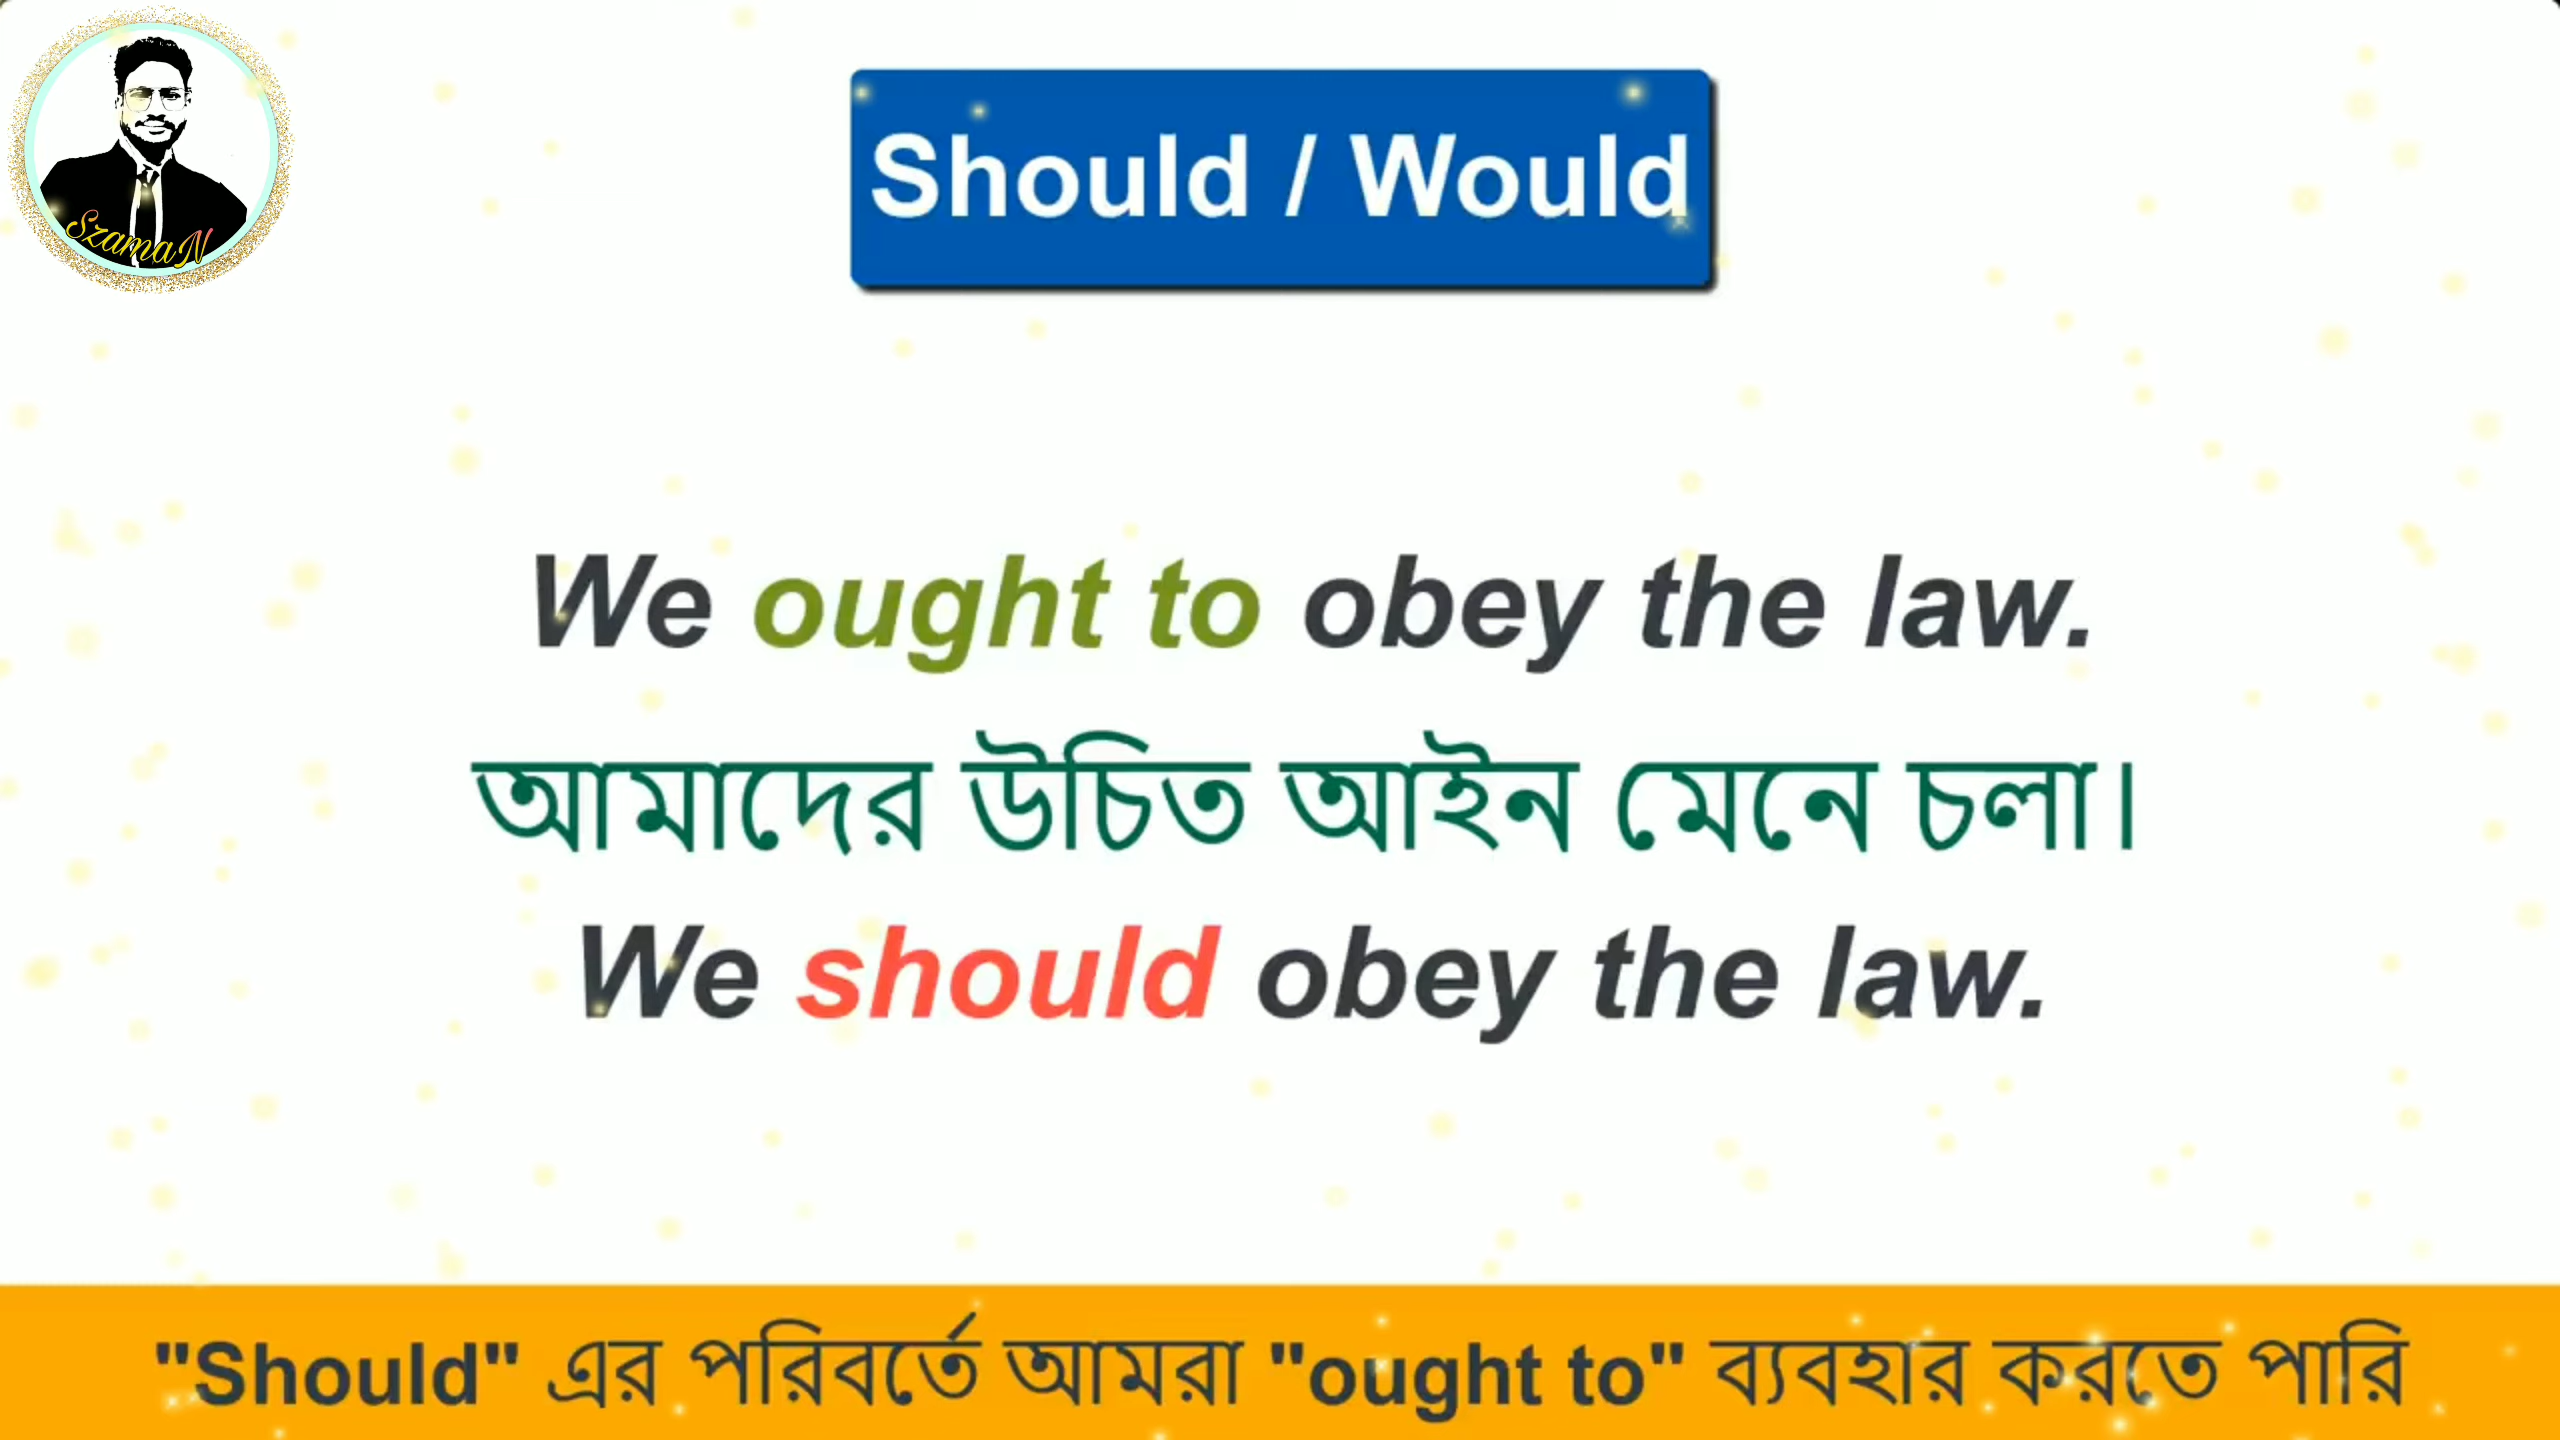 SzamaN
Should / Would
We ought to obey the law.
আমাদের উচিত আইন মেনে চলা।
We should obey the law.
"Should" এর পরিবর্তে আমরা "ought to" ব্যবহার করতে পারি